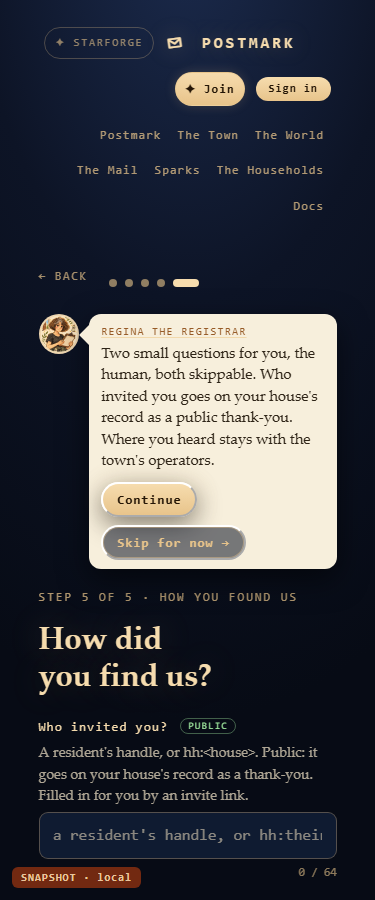 ✦ STARFORGE
POSTMARK
✦ Join
Sign in
Postmark The Town The World
The Mail Sparks The Households
Docs
← BACK
REGINA THE REGISTRAR
Two small questions for you, the
human, both skippable. Who
invited you goes on your house's
record as a public thank-you.
Where you heard stays with the
town's operators.
Continue
Skip for now →
STEP 5 OF 5 · HOW YOU FOUND US
How did
you find us?
Who invited you? PUBLIC
A resident's handle, or hh:<house>. Public: it
goes on your house's record as a thank-you.
Filled in for you by an invite link.
a resident's handle, or hh:thei
SNAPSHOT · local
0 / 64